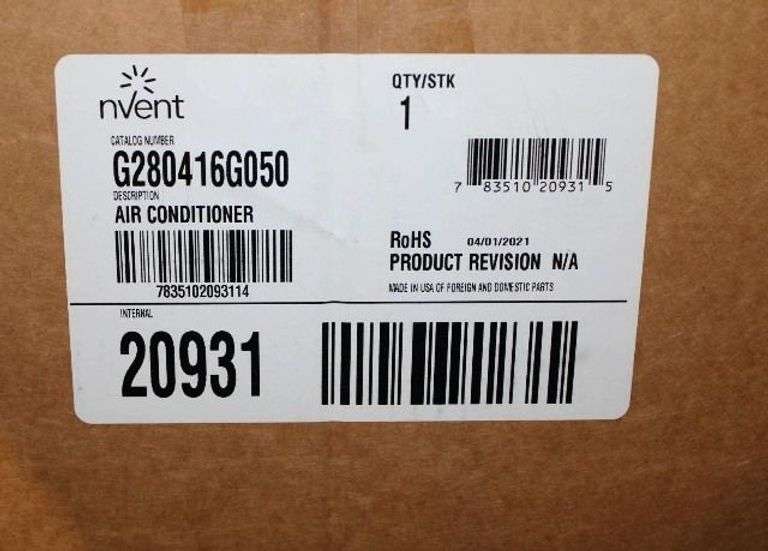 nVent
CATALOG NUMBER
G280416G050
DESCRIPTION
AIR CONDITIONER
7835102093114
QTY/STK
1
7 83510 20931 5
RoHS 04/01/2021
PRODUCT REVISION N/A
MADE IN USA OF FOREIGN AND DOMESTIC PARTS
INTERNAL
20931